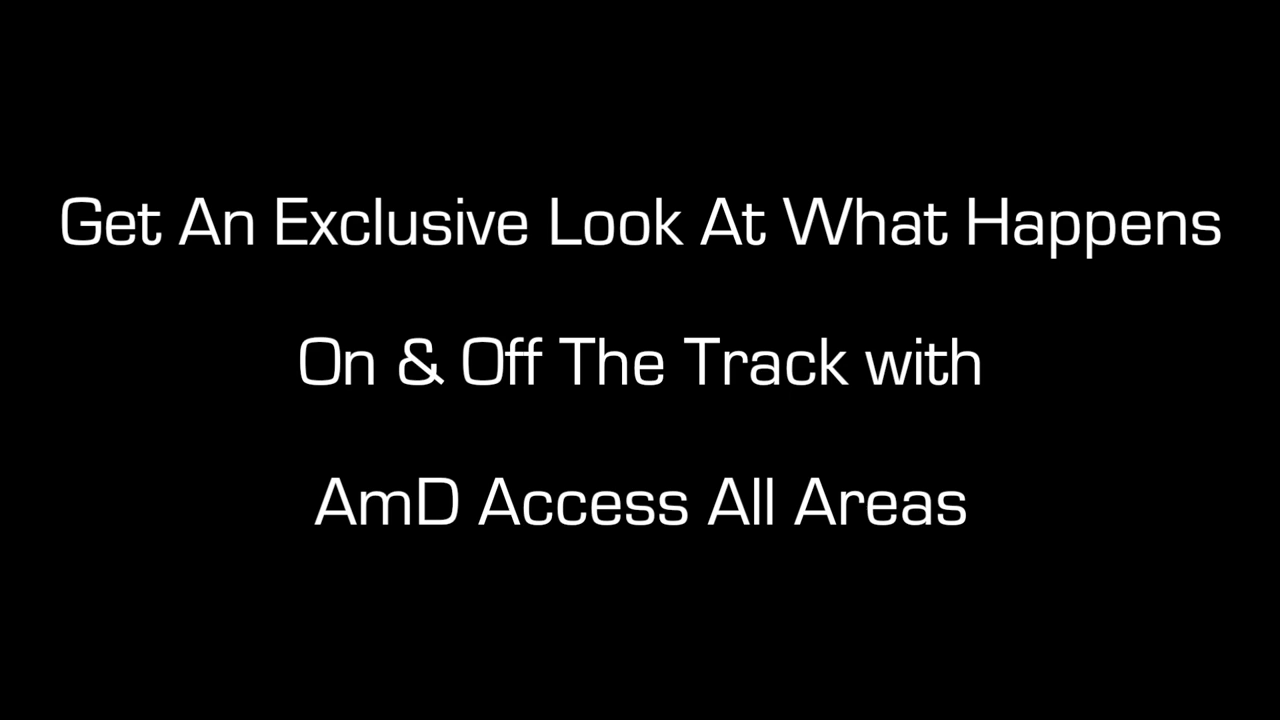 Get An Exclusive Look At What Happens
On & Off The Track with
AmD Access All Areas